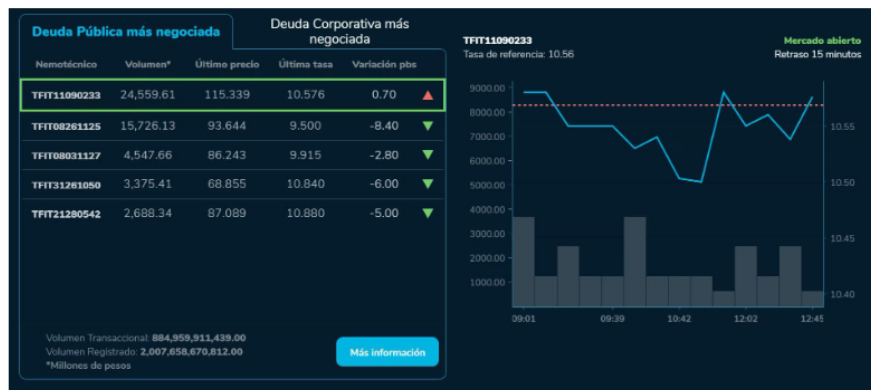 Deuda Pública más negociada
Deuda Corporativa más
negociada
Nemotécnico Volumen* Último precio Última tasa Variación pbs
TFIT11090233 24,559.61 115.339 10.576 0.70
TFIT08261125 15,726.13 93.644 9.500 -8.40
TFIT08031127 4,547.66 86.243 9.915 -2.80
TFIT31261050 3,375.41 68.855 10.840 -6.00
TFIT21280542 2,688.34 87.089 10.880 -5.00
Volumen Transaccional: 884,959,911,439.00
Volumen Registrado: 2,007,658,670,812.00
*Millones de pesos
Más información
TFIT11090233 Mercado abierto
Tasa de referencia: 10.56 Retraso 15 minutos
9000.00
8000.00
7000.00
6000.00
5000.00
4000.00
3000.00
2000.00
1000.00
10.55
10.50
10.45
10.40
09:01 09:39 10:42 12:02 12:45